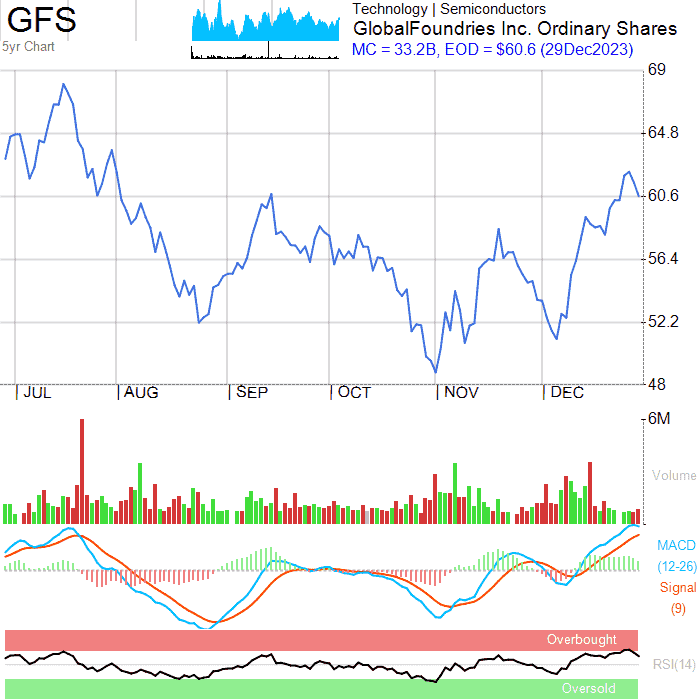 GFS
5yr Chart
Technology | Semiconductors
GlobalFoundries Inc. Ordinary Shares
MC = 33.2B, EOD = $60.6 (29Dec2023)
69
64.8
60.6
56.4
52.2
48
JUL AUG SEP OCT NOV DEC
6M
Volume
MACD
(12-26)
Signal
(9)
Overbought
RSI(14)
Oversold